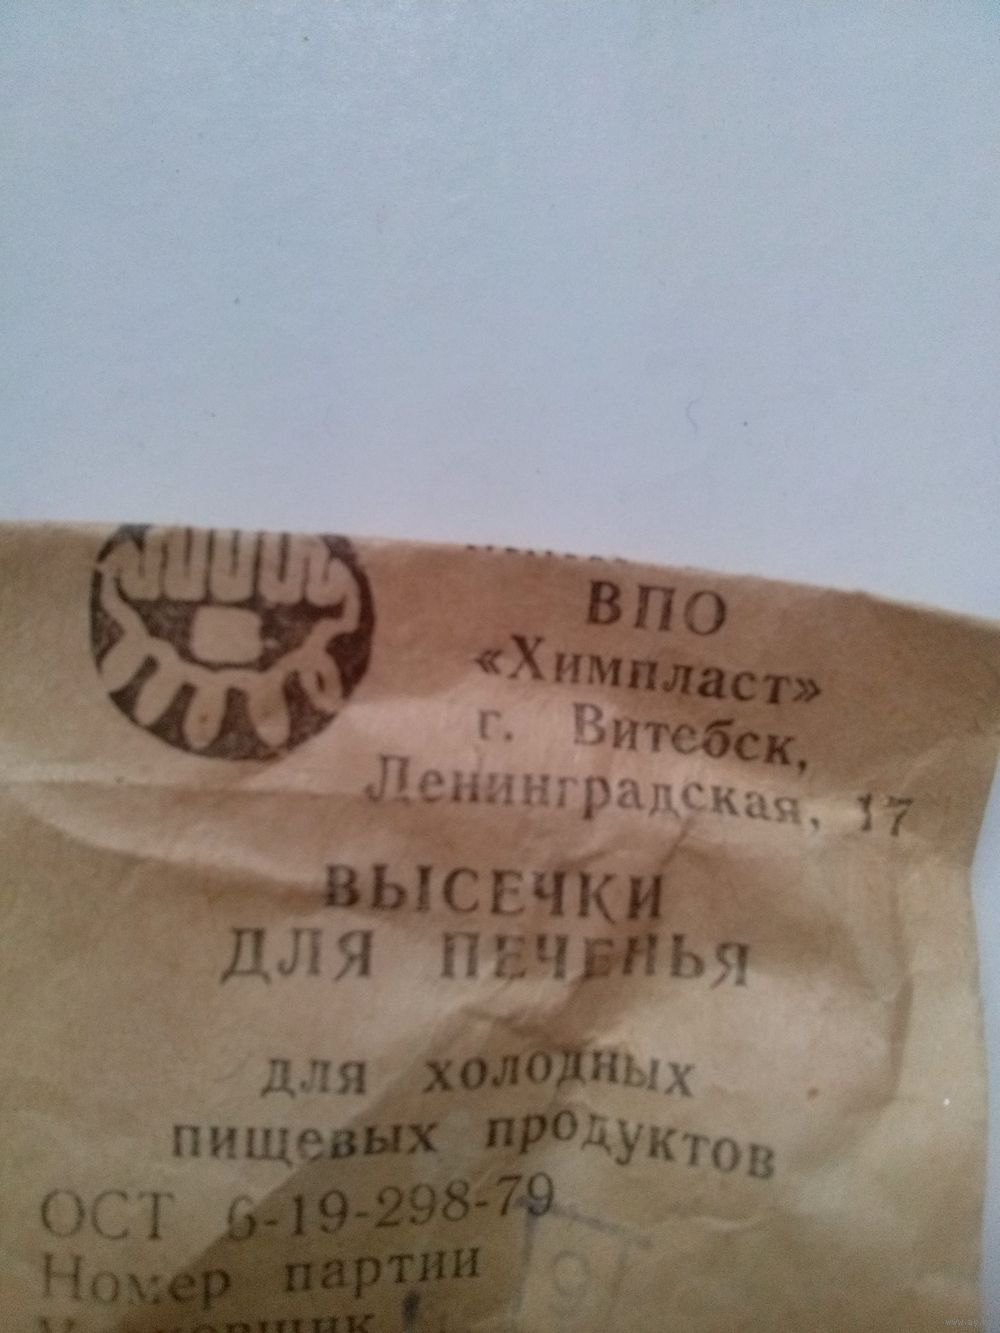 ВПО
«Химпласт»
г. Витебск,
Ленинградская, 17
ВЫСЕЧКИ
ДЛЯ ПЕЧЕНЬЯ
для холодных
пищевых продуктов
ОСТ 6-19-298-79
Номер партии
9